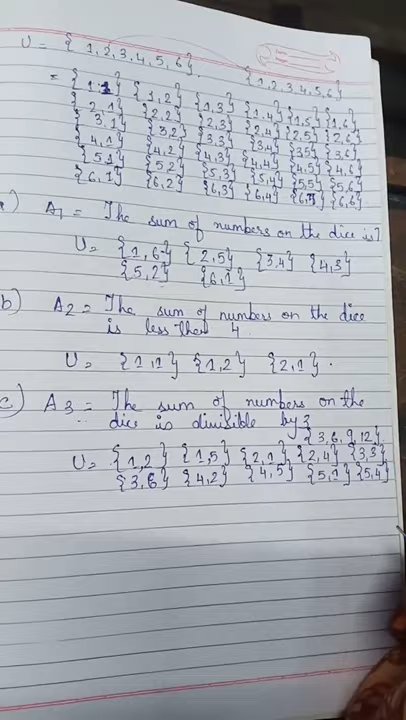 U = { 1,2,3,4,5,6}. {1,2,3,4,5,6}
= {1,1} {1,2} {1,3} {1,4} {1,5} {1,6}
{2,1} {2,2} {2,3} {2,4} {2,5} {2,6}
{3,1} {3,2} {3,3} {3,4} {3,5} {3,6}
{4,1} {4,2} {4,3} {4,4} {4,5} {4,6}
{5,1} {5,2} {5,3} {5,4} {5,5} {5,6}
{6,1} {6,2} {6,3} {6,4} {6,5} {6,6}
a) A1 = The sum of numbers on the dice is 7
U = {1,6} {2,5} {3,4} {4,3}
{5,2} {6,1}
b) A2 = The sum of numbers on the dice
is less then 4.
U = {1,1} {1,2} {2,1}.
c) A3 = The sum of numbers on the
dice is divisible by 3
{3,6,9,12}
U = {1,2} {1,5} {2,1} {2,4} {3,3}
{3,6} {4,2} {4,5} {5,1} {5,4}